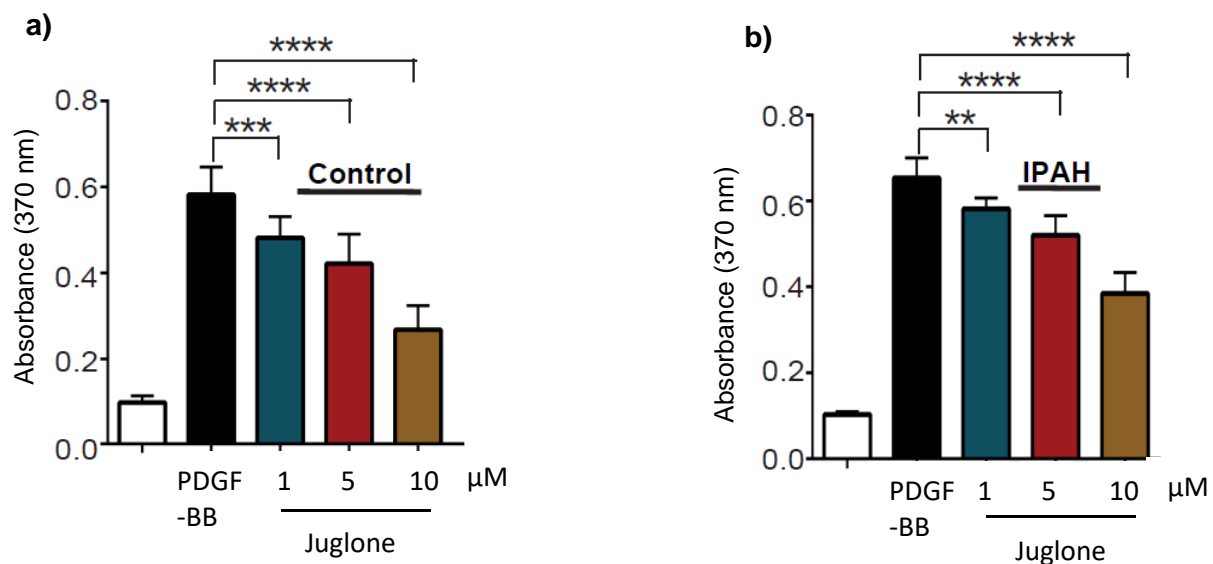 a)
****
****
***
Control
Absorbance (370 nm)
0.8
0.6
0.4
0.2
0.0
PDGF
-BB
1
5
10
µM
Juglone
b)
****
****
**
IPAH
Absorbance (370 nm)
0.8
0.6
0.4
0.2
0.0
PDGF
-BB
1
5
10
µM
Juglone